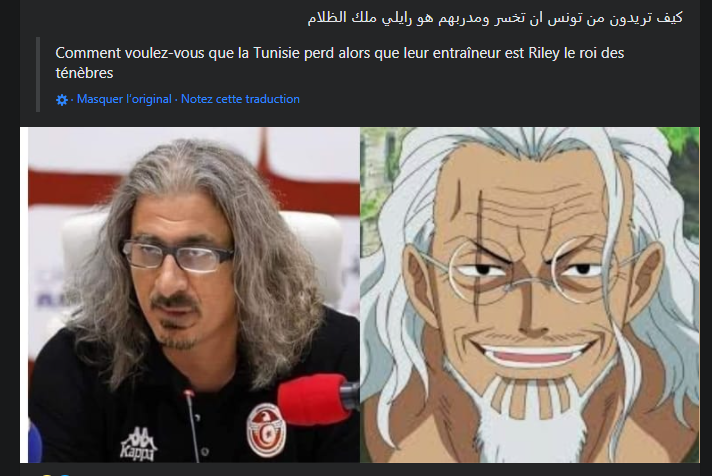 كيف تريدون من تونس ان تخسر ومدربهم هو رايلي ملك الظلام
Comment voulez-vous que la Tunisie perd alors que leur entraîneur est Riley le roi des
ténèbres
· Masquer l'original · Notez cette traduction
Kappa